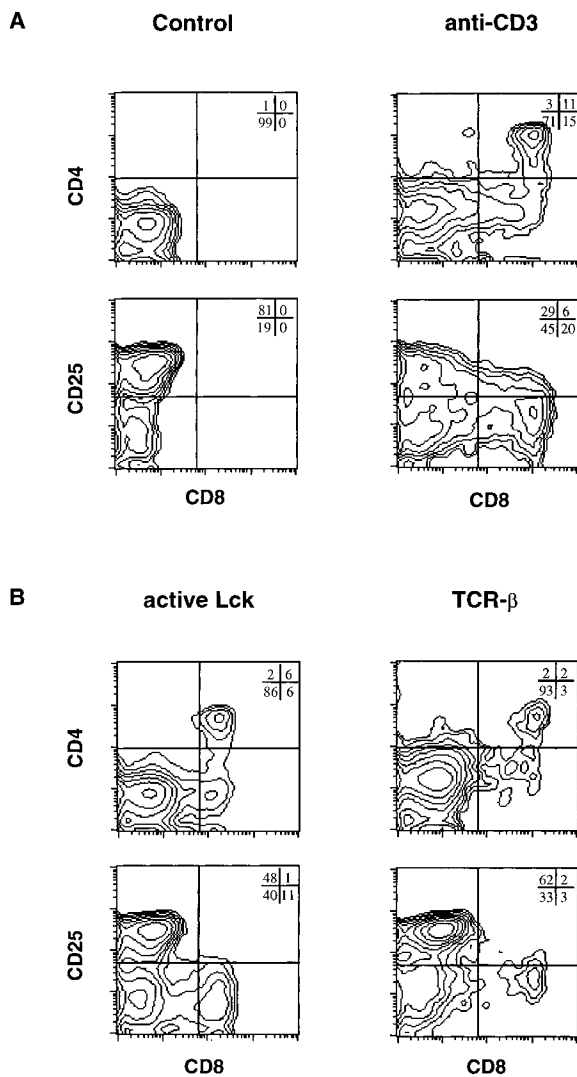 A
Control
anti-CD3
CD4
1 0
99 0
3 11
71 15
CD25
81 0
19 0
29 6
45 20
CD8
CD8
B
active Lck
TCR-β
CD4
2 6
86 6
2 2
93 3
CD25
48 1
40 11
62 2
33 3
CD8
CD8